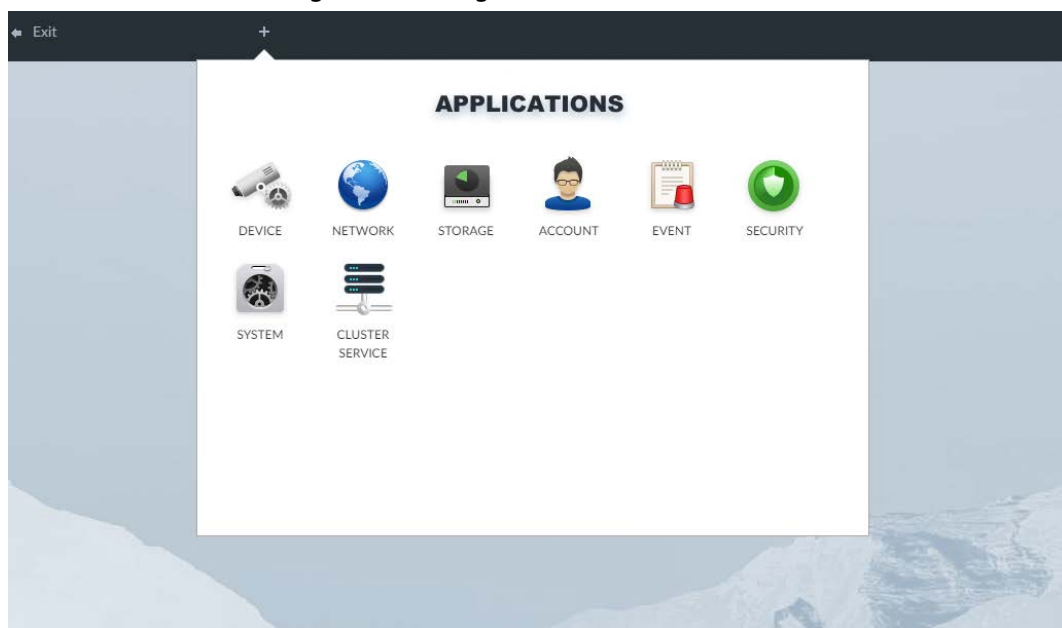 Exit
+
APPLICATIONS
DEVICE NETWORK STORAGE ACCOUNT EVENT SECURITY
SYSTEM CLUSTER
SERVICE